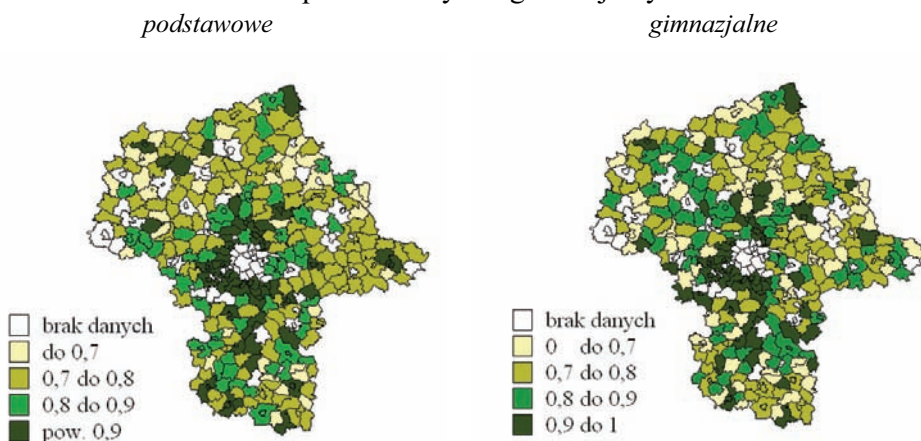 podstawowe
gimnazjalne
brak danych
do 0,7
0,7 do 0,8
0,8 do 0,9
pow. 0,9
brak danych
0 do 0,7
0,7 do 0,8
0,8 do 0,9
0,9 do 1